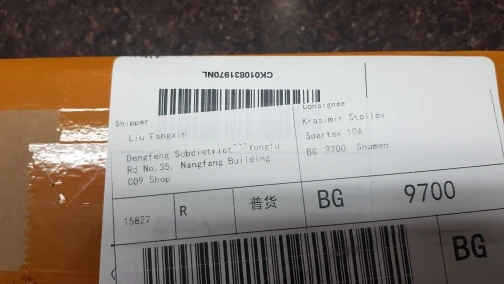 CK010831970NL
Shipper
Liu Fangxin
Dengfeng Subdistrict Yongfu
Rd No.35, Nangfang Building
C09 Shop
Consignee
Krasimir Stoilov
Spartak 10A
BG 9700 Shumen
15827
R
普货
BG
9700
BG